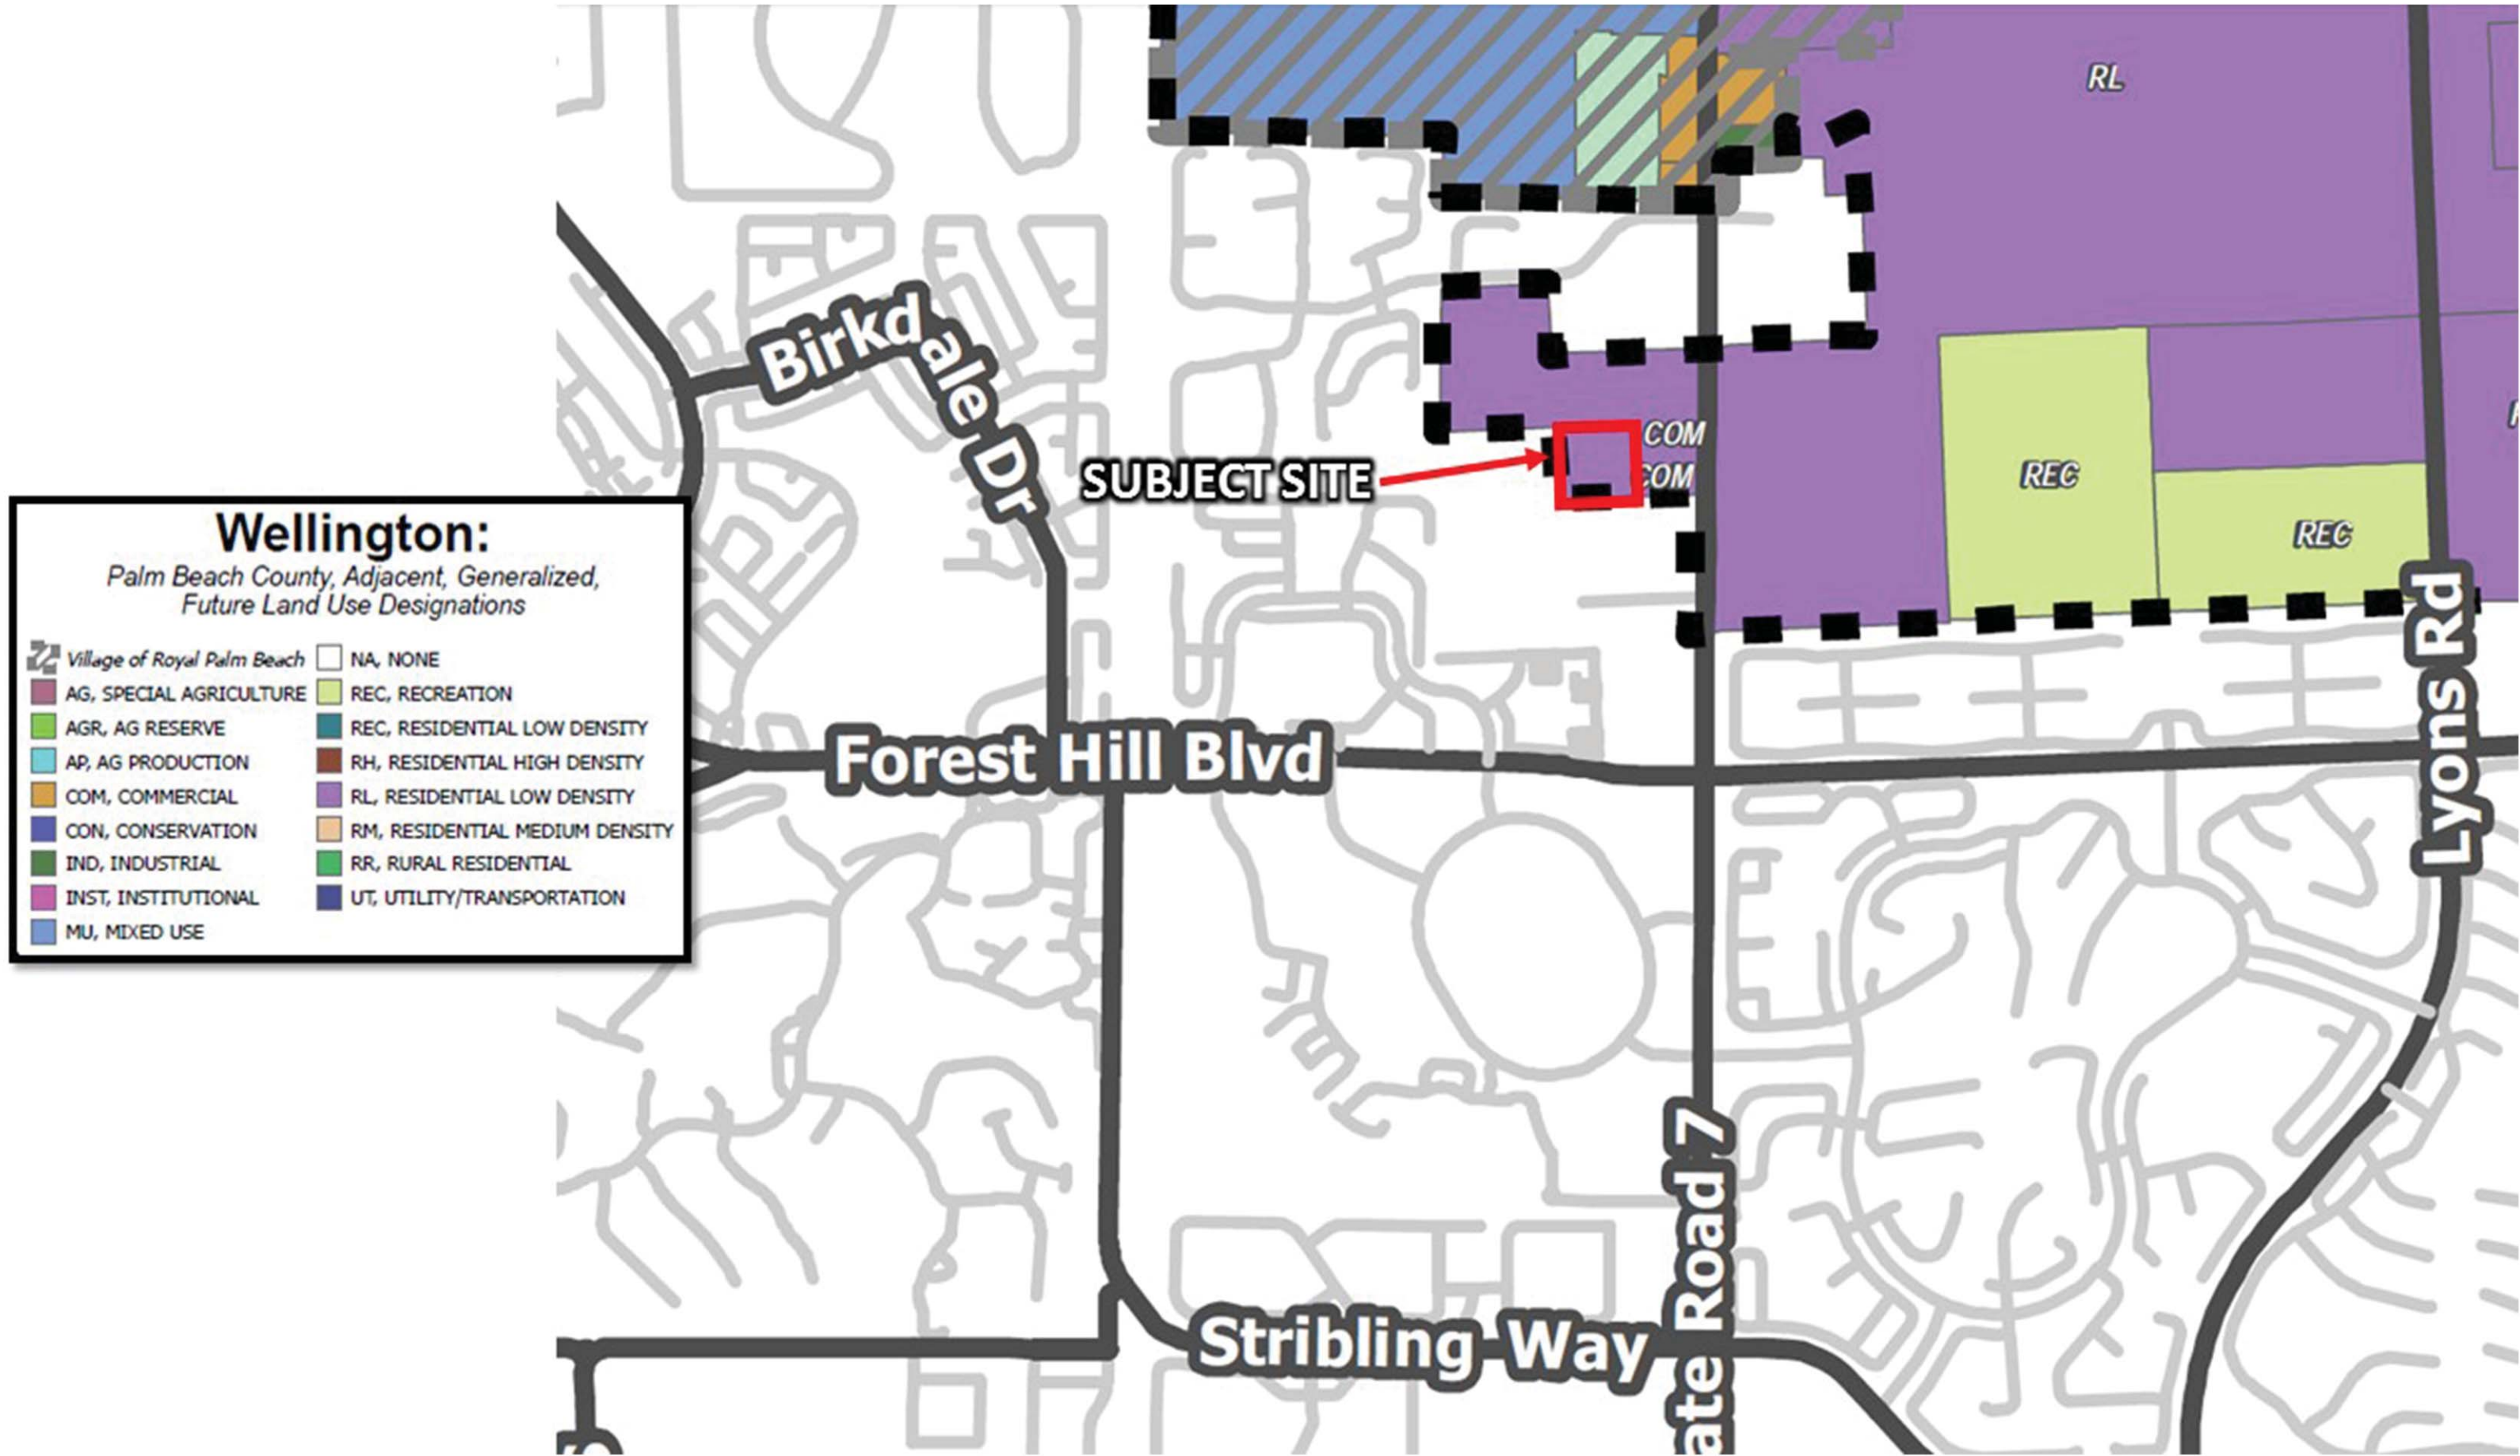 RL
Birkdale Dr
COM
SUBJECT SITE
COM
REC
REC
Wellington:
Palm Beach County, Adjacent, Generalized,
Future Land Use Designations
Village of Royal Palm Beach
AG, SPECIAL AGRICULTURE
AGR, AG RESERVE
AP, AG PRODUCTION
COM, COMMERCIAL
CON, CONSERVATION
IND, INDUSTRIAL
INST, INSTITUTIONAL
MU, MIXED USE
NA, NONE
REC, RECREATION
REC, RESIDENTIAL LOW DENSITY
RH, RESIDENTIAL HIGH DENSITY
RL, RESIDENTIAL LOW DENSITY
RM, RESIDENTIAL MEDIUM DENSITY
RR, RURAL RESIDENTIAL
UT, UTILITY/TRANSPORTATION
Lyons Rd
Forest Hill Blvd
ate Road 7
Stribling Way